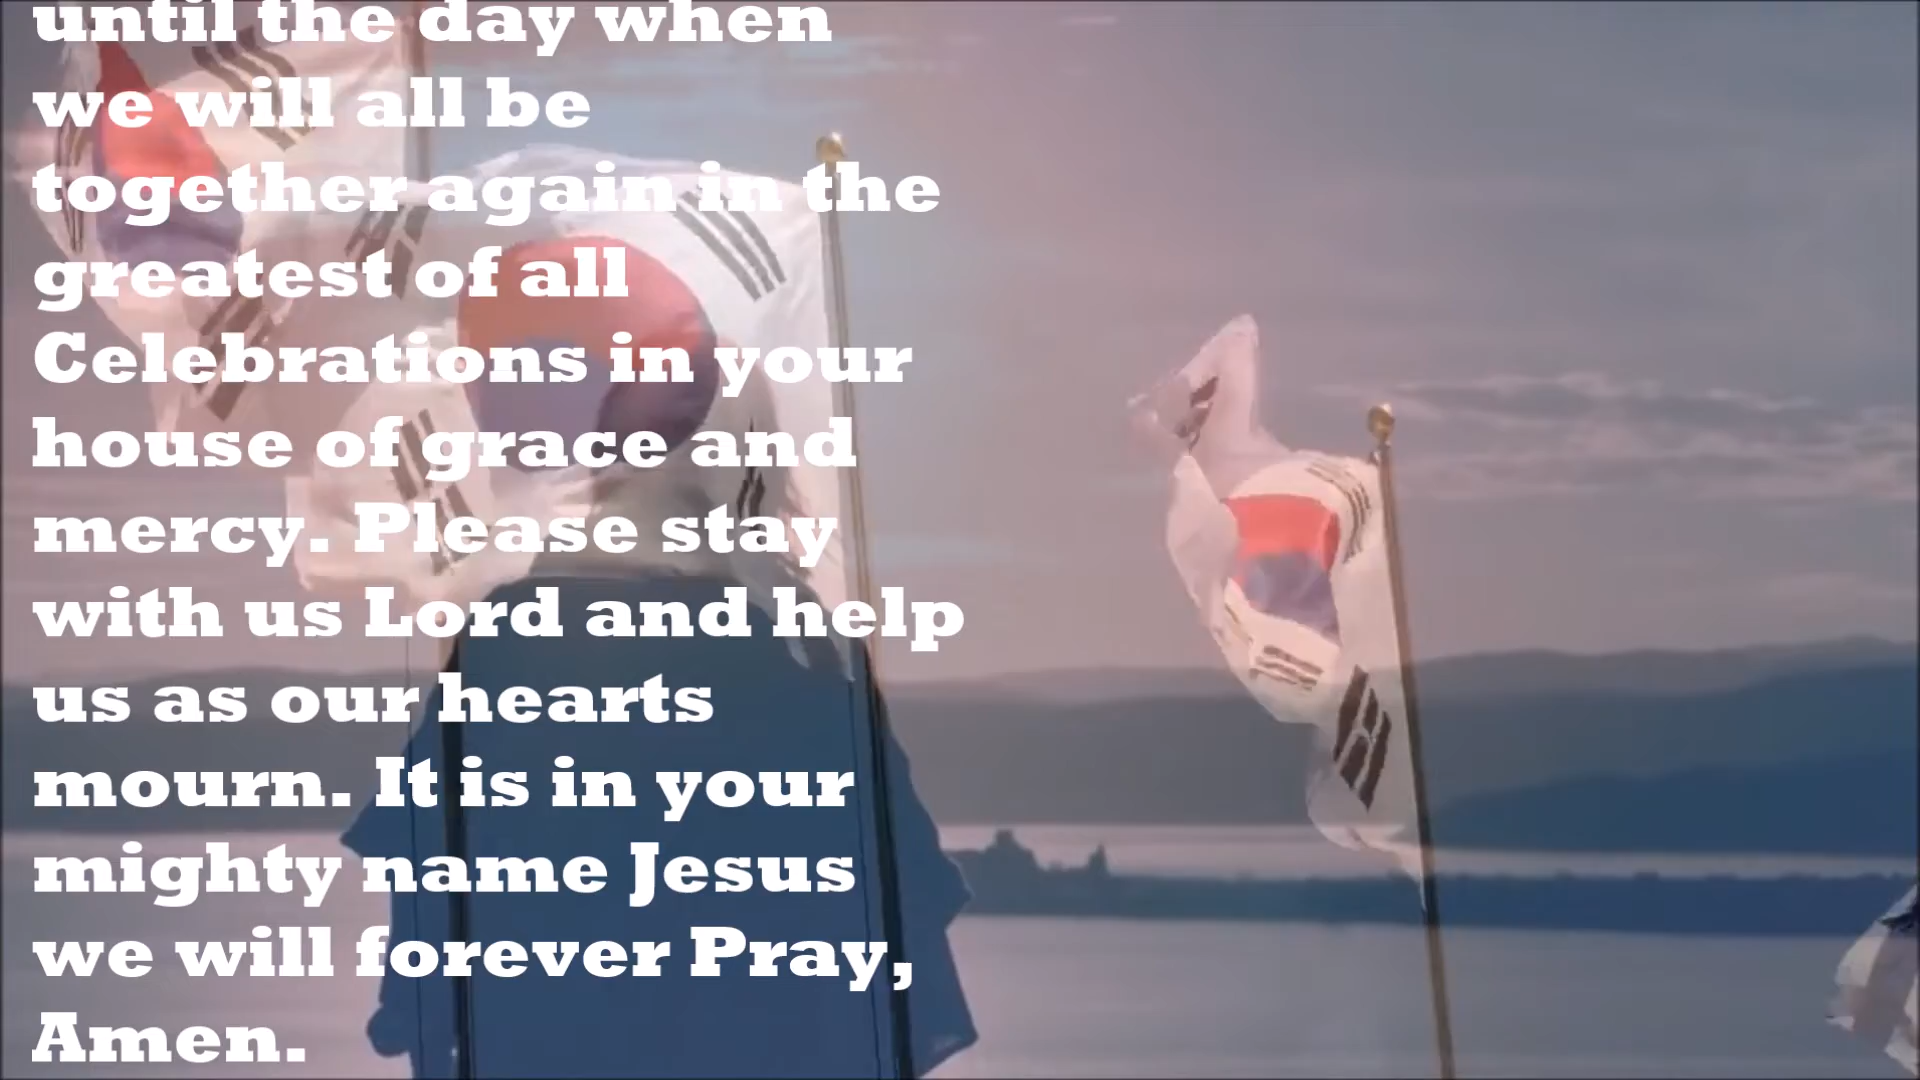 until the day when
we will all be
together again in the
greatest of all
Celebrations in your
house of grace and
mercy. Please stay
with us Lord and help
us as our hearts
mourn. It is in your
mighty name Jesus
we will forever Pray,
Amen.